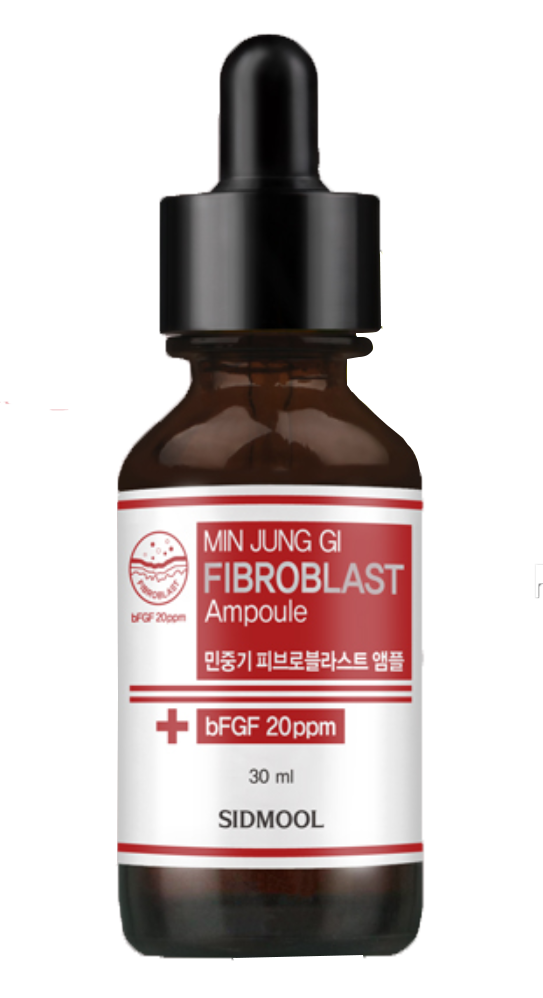 MIN JUNG GI
FIBROBLAST
Ampoule
민중기 피브로블라스트 앰플
FIBROBLAST
bFGF 20ppm
bFGF 20ppm
30 ml
SIDMOOL